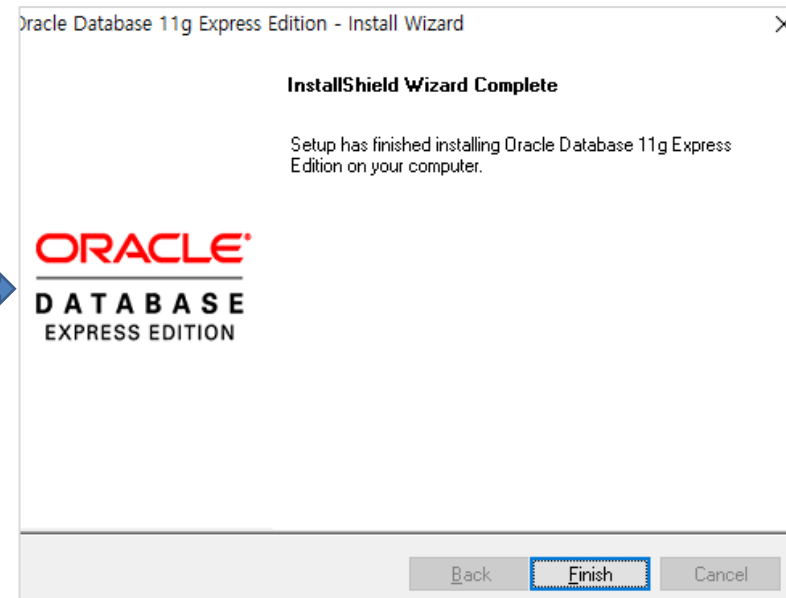 Oracle Database 11g Express Edition - Install Wizard
InstallShield Wizard Complete
Setup has finished installing Oracle Database 11g Express
Edition on your computer.
ORACLE
DATABASE
EXPRESS EDITION
Back
Finish
Cancel